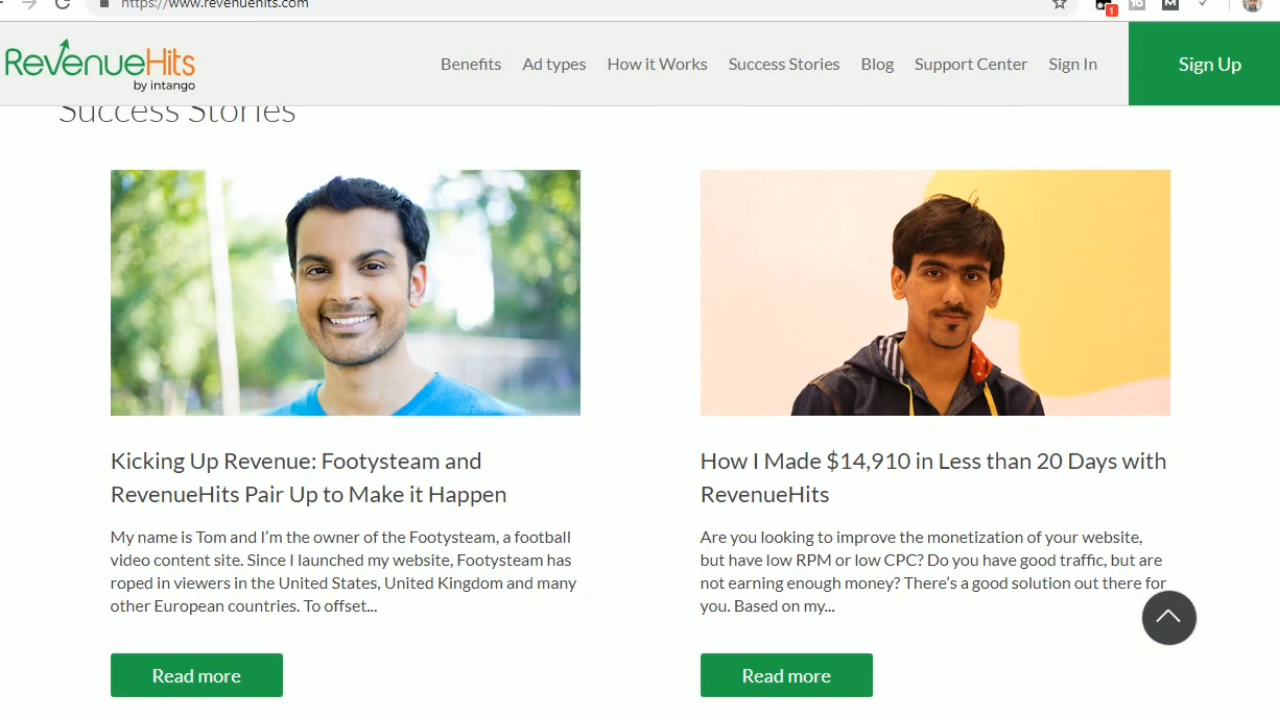 https://www.revenuehits.com
1
16
M
RevenueHits
by intango
Benefits
Ad types
How it Works
Success Stories
Blog
Support Center
Sign In
Sign Up
Success Stories
Kicking Up Revenue: Footysteam and
RevenueHits Pair Up to Make it Happen
My name is Tom and I’m the owner of the Footysteam, a football
video content site. Since I launched my website, Footysteam has
roped in viewers in the United States, United Kingdom and many
other European countries. To offset...
Read more
How I Made $14,910 in Less than 20 Days with
RevenueHits
Are you looking to improve the monetization of your website,
but have low RPM or low CPC? Do you have good traffic, but are
not earning enough money? There’s a good solution out there for
you. Based on my...
Read more